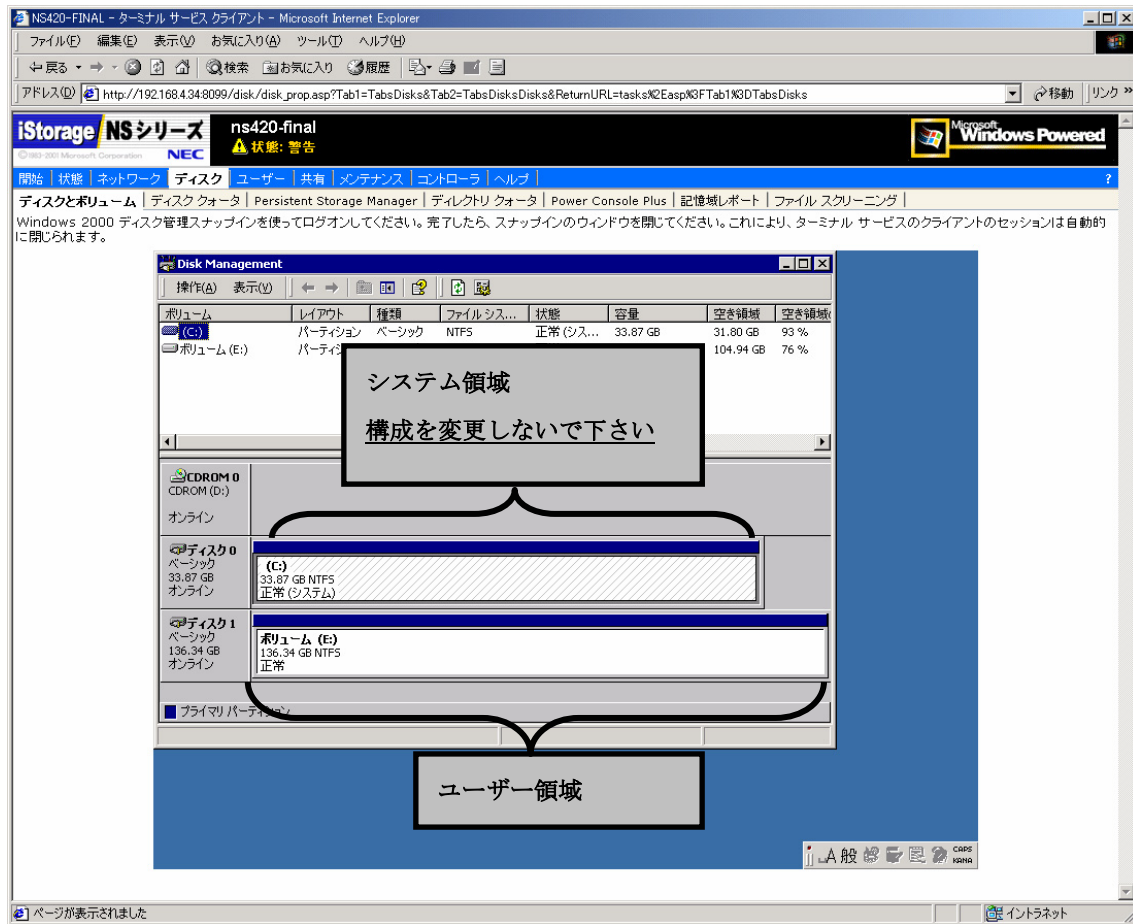 NS420-FINAL - ターミナル サービス クライアント - Microsoft Internet Explorer
ファイル(F) 編集(E) 表示(V) お気に入り(A) ツール(T) ヘルプ(H)
戻る 検索 お気に入り 履歴
アドレス(D) http://192.168.4.34:8099/disk/disk_prop.asp?Tab1=TabsDisks&Tab2=TabsDisksDisks&ReturnURL=tasks%2Easp%3FTab1%3DTabsDisks 移動 リンク »
iStorage NS シリーズ ns420-final Microsoft Windows Powered
©1983-2001 Microsoft Corporation NEC 状態: 警告
開始 | 状態 | ネットワーク | ディスク | ユーザー | 共有 | メンテナンス | コントローラ | ヘルプ | ?
ディスクとボリューム | ディスク クォータ | Persistent Storage Manager | ディレクトリ クォータ | Power Console Plus | 記憶域レポート | ファイル スクリーニング |
Windows 2000 ディスク管理スナップインを使ってログオンしてください。完了したら、スナップインのウィンドウを閉じてください。これにより、ターミナル サービスのクライアントのセッションは自動的
に閉じられます。
Disk Management
操作(A) 表示(V)
ボリューム レイアウト 種類 ファイル シス... 状態 容量 空き領域 空き領域
(C:) パーティション ベーシック NTFS 正常 (シス... 33.87 GB 31.80 GB 93 %
ボリューム (E:) パーティシ 104.94 GB 76 %
システム領域
構成を変更しないで下さい
CDROM 0
CDROM (D:)
オンライン
ディスク 0
ベーシック
33.87 GB
オンライン
(C:)
33.87 GB NTFS
正常 (システム)
ディスク 1
ベーシック
136.34 GB
オンライン
ボリューム (E:)
136.34 GB NTFS
正常
プライマリ パーティション
ユーザー領域
A 般 CAPS
KANA
ページが表示されました イントラネット